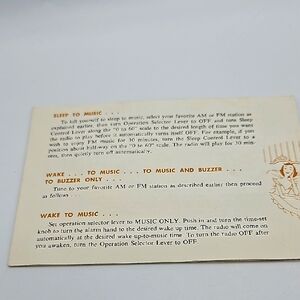 SLEEP TO MUSIC . . .
To lull yourself to sleep to music, select your favorite AM or FM station as
explained earlier, then turn Operation Selector Lever to OFF and turn Sleep
Control Lever along the "0 to 60" scale to the desired length of time you want
the radio to play before it automatically turns itself OFF. For example, if you
wish to enjoy FM music for 30 minutes, turn the Sleep Control Lever to a
position about half-way on the "0 to 60" scale. The radio will play for 30 min-
utes, then quietly turn off automatically.
WAKE . . . TO MUSIC . . . TO MUSIC AND BUZZER . . .
TO BUZZER ONLY . . .
Tune to your favorite AM or FM station as described earlier then proceed
as follows
WAKE TO MUSIC . . .
Set operation selector lever to MUSIC ONLY. Push in and turn the time-set
knob to turn the alarm hand to the desired wake up time. The radio will come on
automatically at the desired wake-up-to-music time. To turn the radio OFF after
you awaken, turn the Operation Selector Lever to OFF.